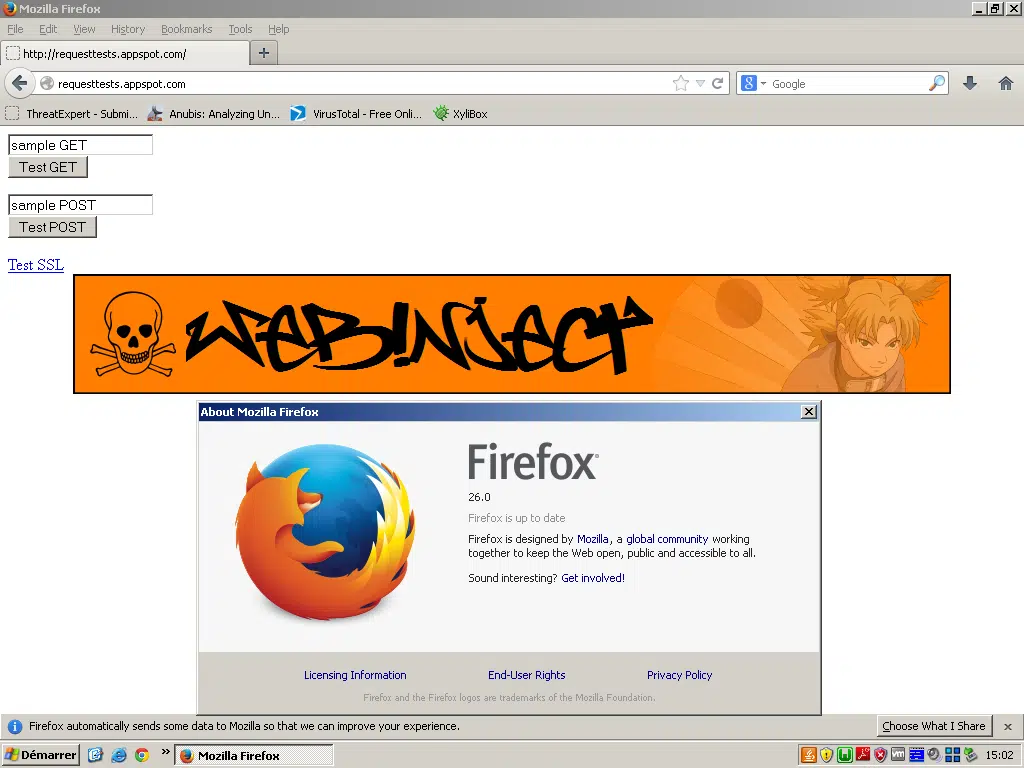 Mozilla Firefox
File Edit View History Bookmarks Tools Help
http://requesttests.appspot.com/ +
requesttests.appspot.com 8 Google
ThreatExpert - Submi... Anubis: Analyzing Un... VirusTotal - Free Onli... XyliBox
sample GET
Test GET
sample POST
Test POST
Test SSL
WEB!NJECT
About Mozilla Firefox
Firefox
26.0
Firefox is up to date
Firefox is designed by Mozilla, a global community working
together to keep the Web open, public and accessible to all.
Sound interesting? Get involved!
Licensing Information End-User Rights Privacy Policy
Firefox and the Firefox logos are trademarks of the Mozilla Foundation.
Firefox automatically sends some data to Mozilla so that we can improve your experience. Choose What I Share
Démarrer » Mozilla Firefox vm 15:02